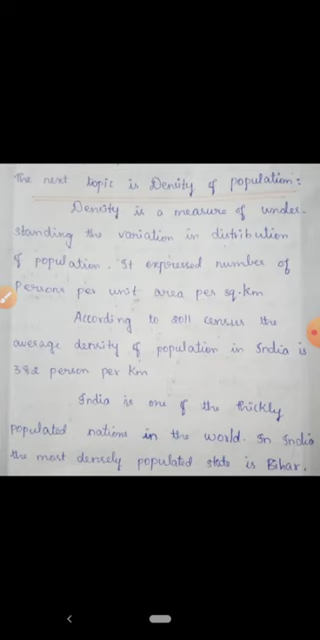 The next topic is Density of population:
Density is a measure of under-
standing the variation in distribution
of population. It expressed number of
Persons per unit area per sq.km
According to 2011 census the
average density of population in India is
382 person per Km
India is one of the thickly
populated nations in the world. In India
the most densely populated state is Bihar.